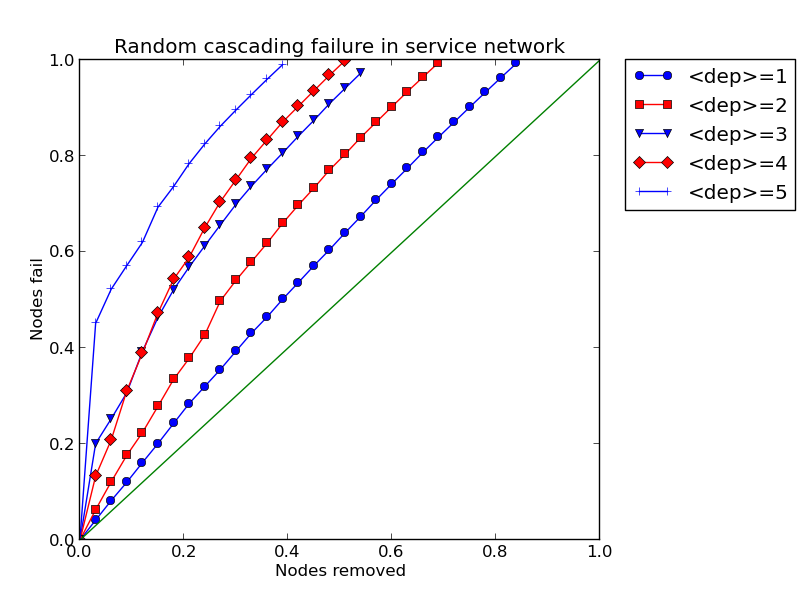 Random cascading failure in service network
<dep>=1
<dep>=2
<dep>=3
<dep>=4
<dep>=5
Nodes fail
1.0
0.8
0.6
0.4
0.2
0.0
0.0 0.2 0.4 0.6 0.8 1.0
Nodes removed